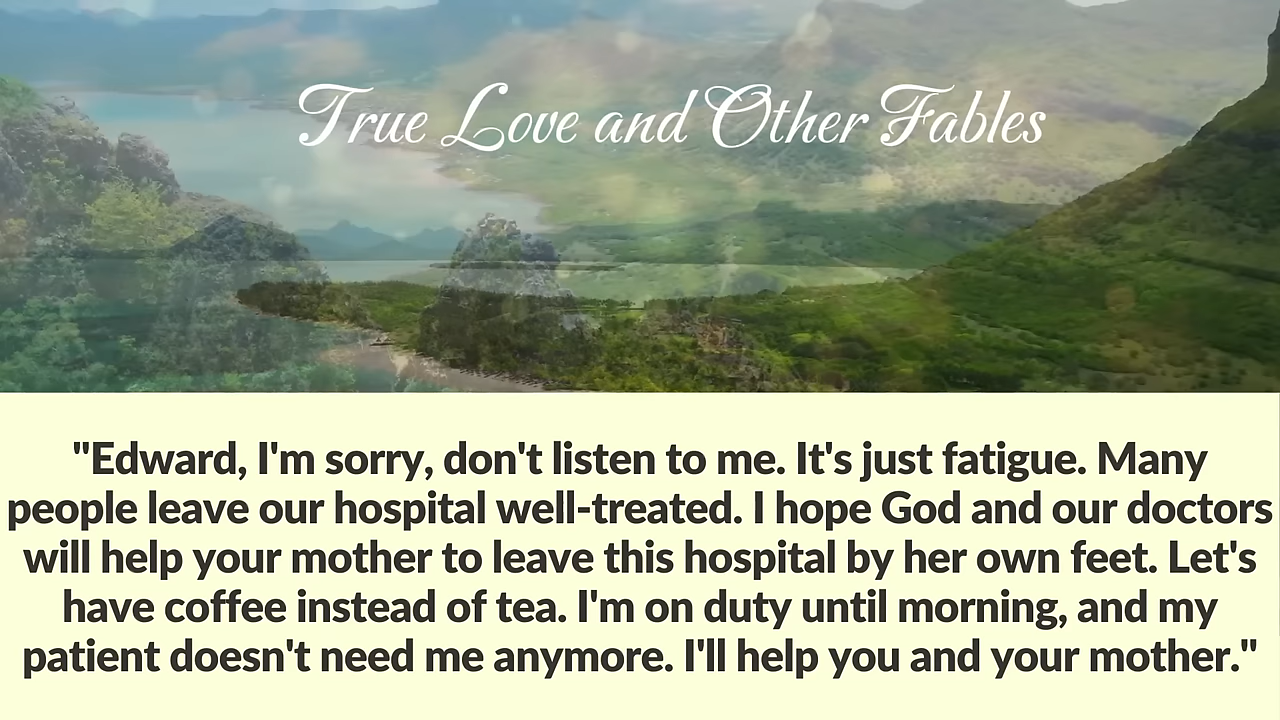 True Love and Other Fables
"Edward, I'm sorry, don't listen to me. It's just fatigue. Many
people leave our hospital well-treated. I hope God and our doctors
will help your mother to leave this hospital by her own feet. Let's
have coffee instead of tea. I'm on duty until morning, and my
patient doesn't need me anymore. I'll help you and your mother."